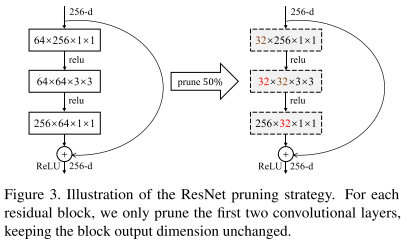 256-d
256-d
64×256×1×1
32×256×1×1
relu
relu
64×64×3×3
prune 50%
32×32×3×3
relu
relu
256×64×1×1
256×32×1×1
+
+
ReLU
256-d
ReLU
256-d
Figure 3. Illustration of the ResNet pruning strategy. For each
residual block, we only prune the first two convolutional layers,
keeping the block output dimension unchanged.